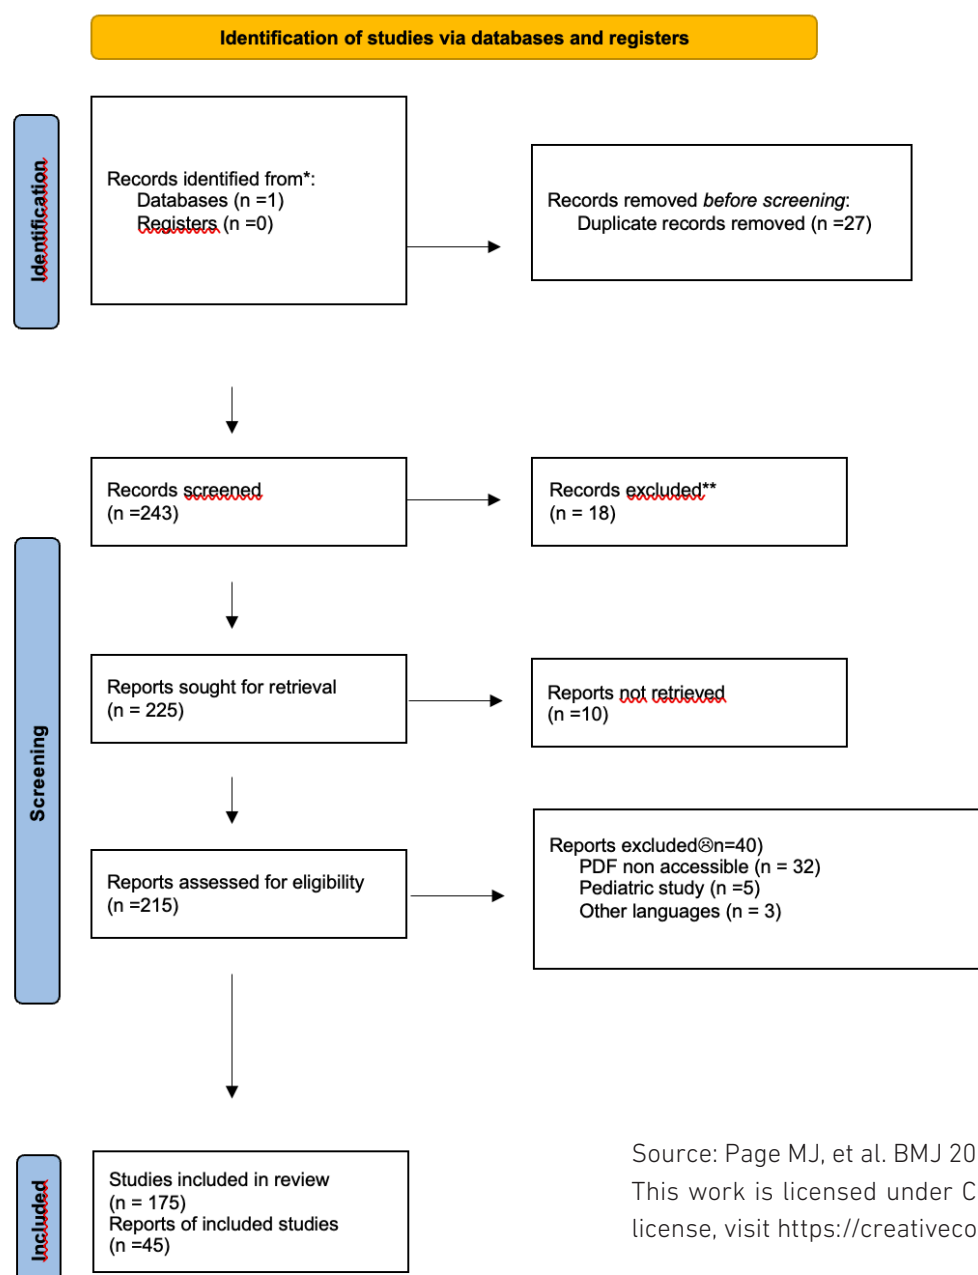 Identification of studies via databases and registers
Identification
Records identified from*:
Databases (n =1)
Registers (n =0)
Records removed before screening:
Duplicate records removed (n =27)
Screening
Records screened
(n =243)
Records excluded**
(n = 18)
Reports sought for retrieval
(n = 225)
Reports not retrieved
(n =10)
Reports assessed for eligibility
(n =215)
Reports excluded☹n=40)
PDF non accessible (n = 32)
Pediatric study (n =5)
Other languages (n = 3)
Included
Studies included in review
(n = 175)
Reports of included studies
(n =45)
Source: Page MJ, et al. BMJ 20
This work is licensed under C
license, visit https://creativeco